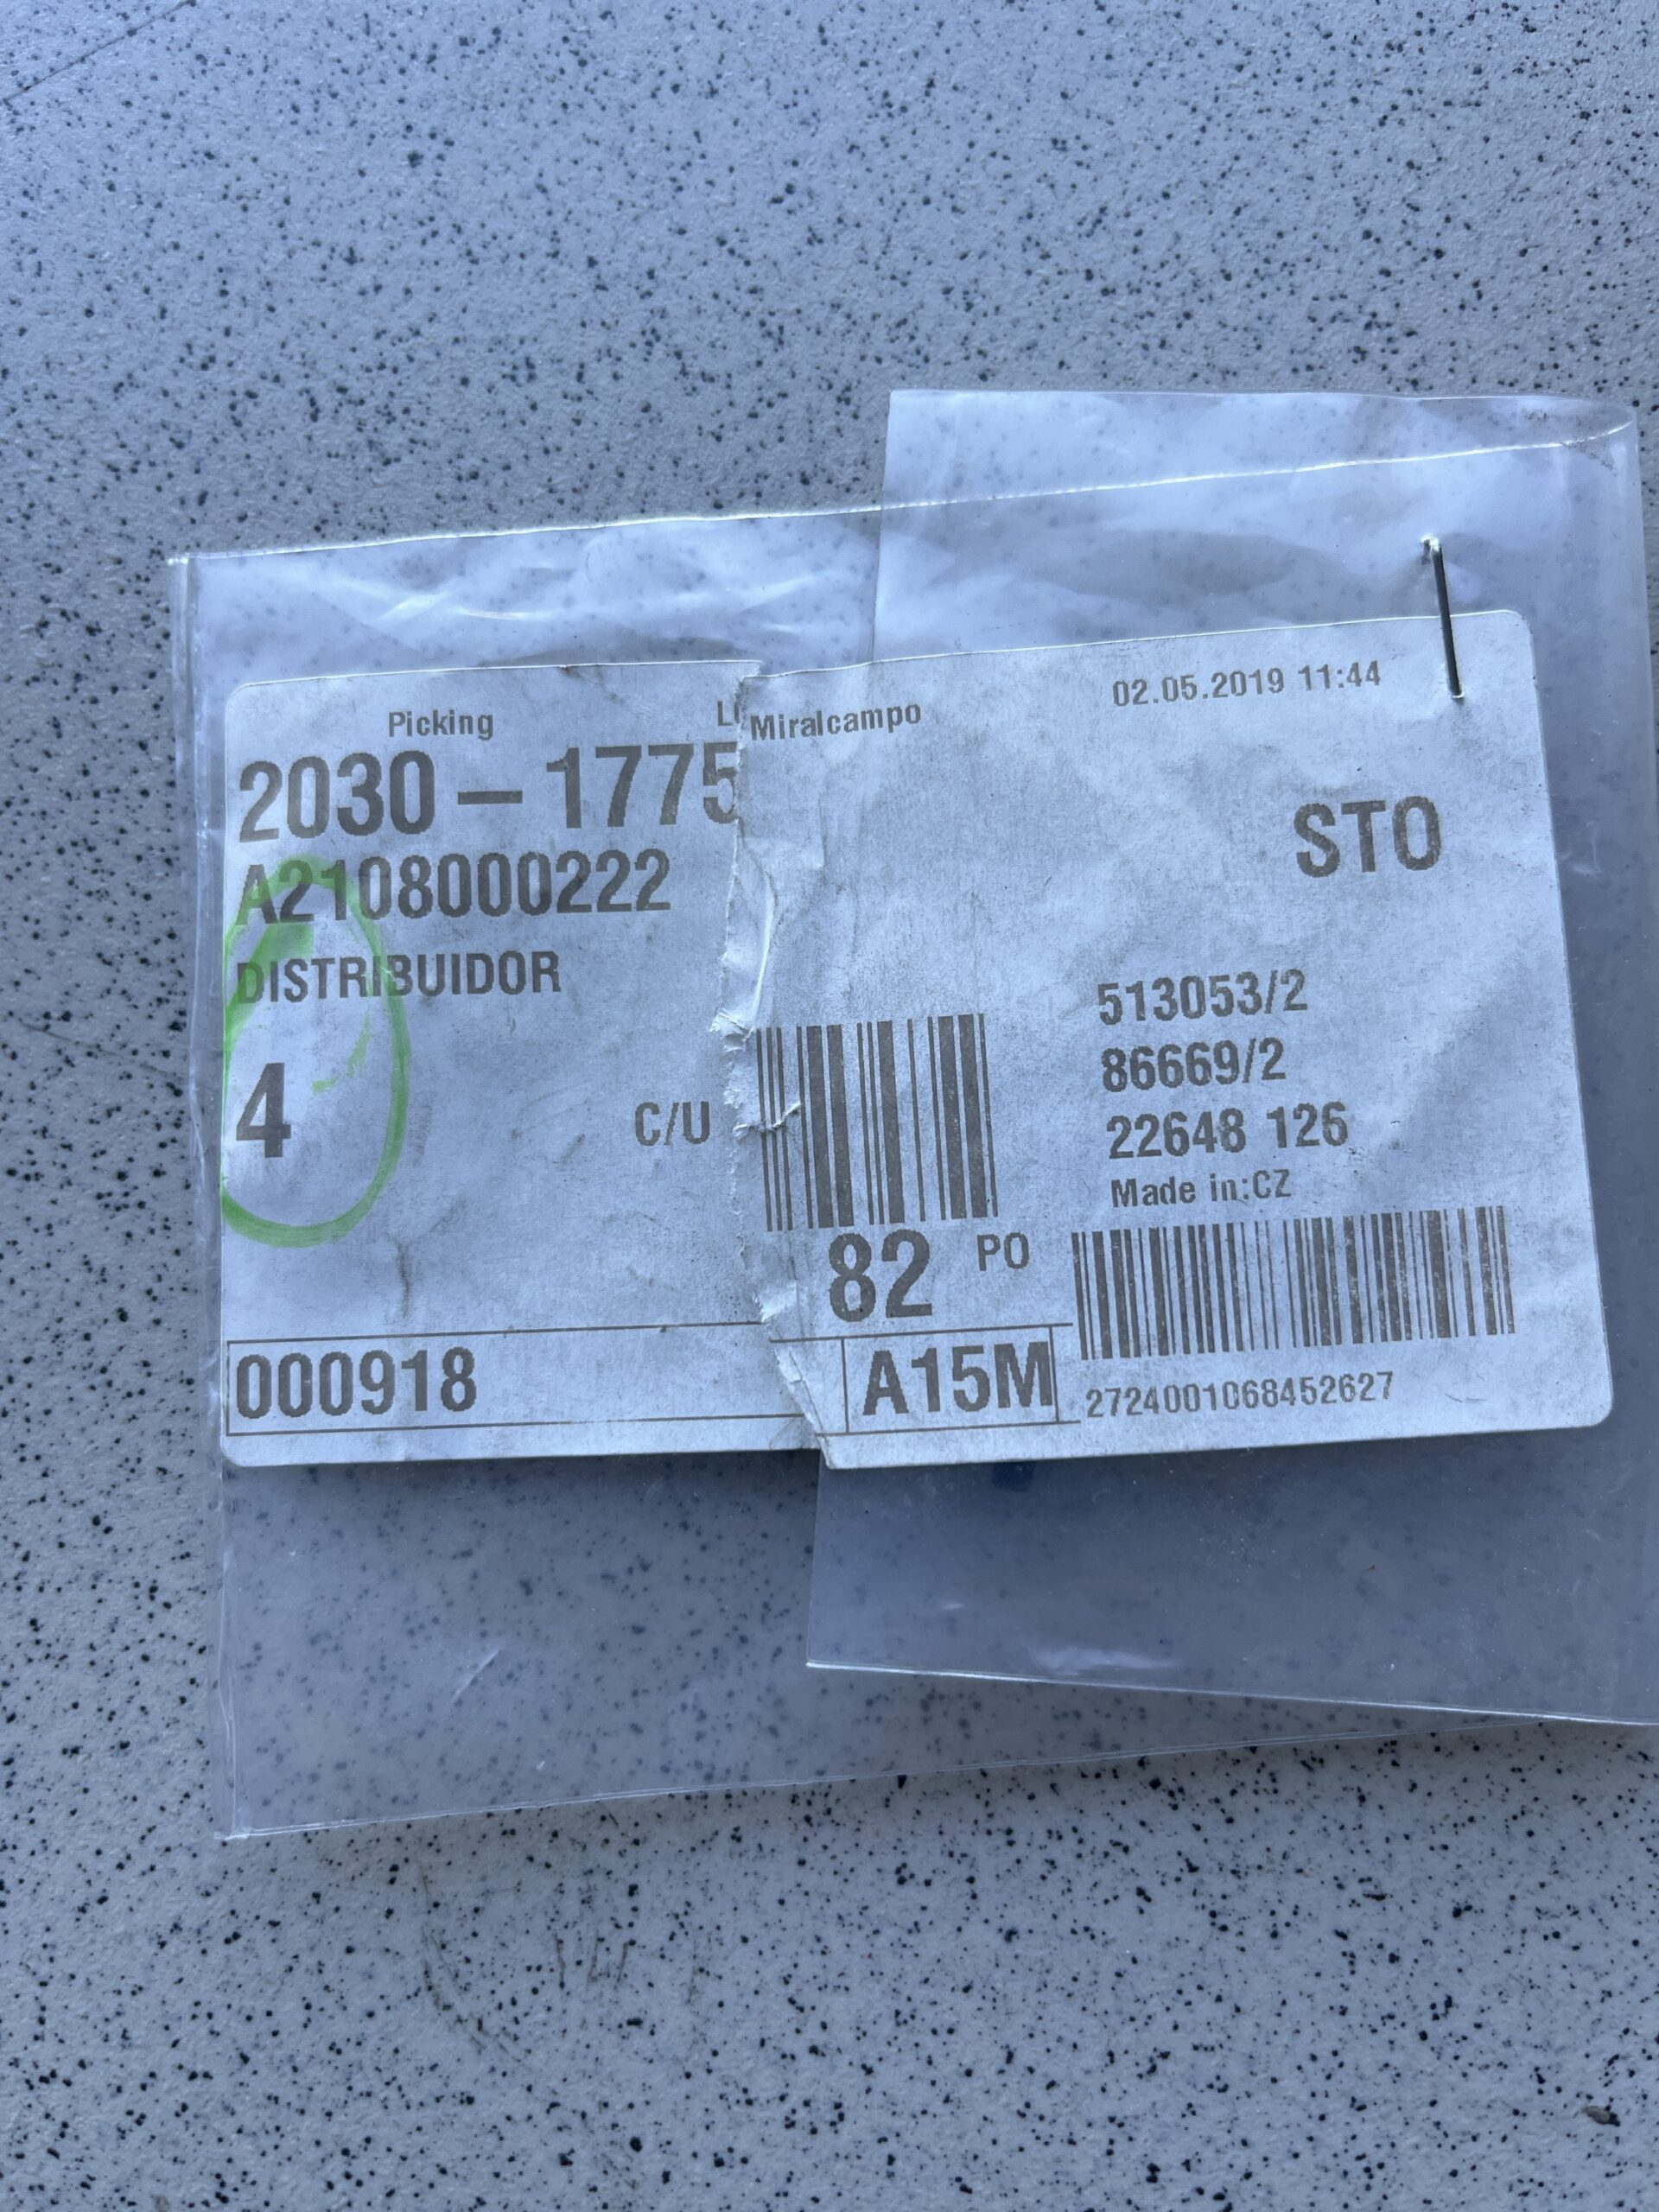 Picking
Miralcampo
02.05.2019 11:44
2030 — 1775
STO
A2108000222
DISTRIBUIDOR
4
C/U
513053/2
86669/2
22648 126
Made in:CZ
82 PO
000918
A15M
2724001068452627